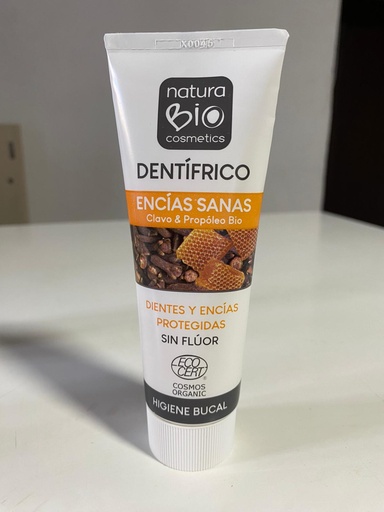 X0046
natura
Bio
cosmetics
DENTÍFRICO
ENCÍAS SANAS
Clavo & Propóleo Bio
DIENTES Y ENCÍAS
PROTEGIDAS
SIN FLÚOR
ECO
CERT
COSMOS
ORGANIC
HIGIENE BUCAL